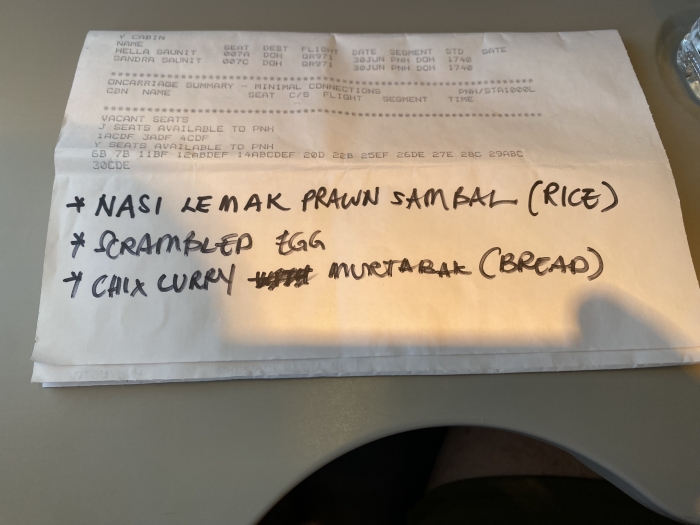 Y CABIN
NAME SEAT DEST FLIGHT DATE SEGMENT STD GATE
HELLA SAUNIT 007A DOH QR971 30JUN PNH DOH 1740
SANDRA SAUNIT 007C DOH QR971 30JUN PNH DOH 1740
ONCARRIAGE SUMMARY - MINIMAL CONNECTIONS PNH/STA1000L
CDN NAME SEAT C/S FLIGHT SEGMENT TIME
VACANT SEATS
J SEATS AVAILABLE TO PNH
1ACDF 3ADF 4CDF
Y SEATS AVAILABLE TO PNH
6B 7B 11BF 12ABDEF 14ABCDEF 20D 22B 25EF 26DE 27E 28C 29ABC
30CDE
* NASI LEMAK PRAWN SAMBAL (RICE)
* SCRAMBLED EGG
* CHIX CURRY MURTABAK (BREAD)